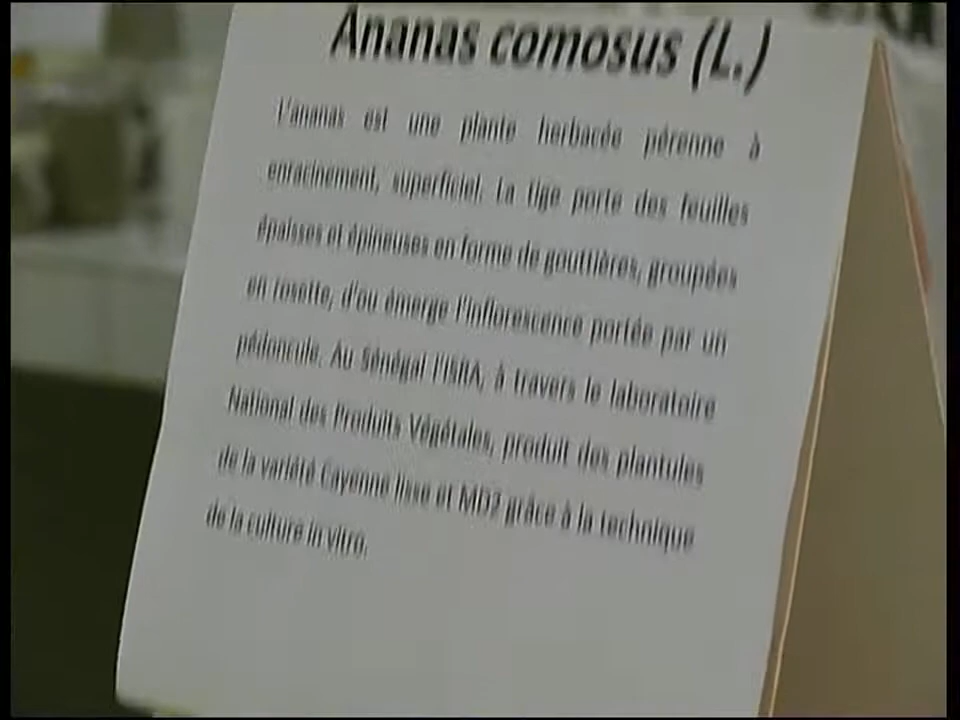 Ananas comosus (L.)
L'ananas est une plante herbacée pérenne à
enracinement, superficiel. La tige porte des feuilles
épaisses et épineuses en forme de gouttières, groupées
en rosette, d'ou émerge l'inflorescence portée par un
pédoncule. Au Sénégal l'ISRA, à travers le laboratoire
National des Produits Végétales, produit des plantules
de la variété Cayenne lisse et MD2 grâce à la technique
de la culture in vitro.